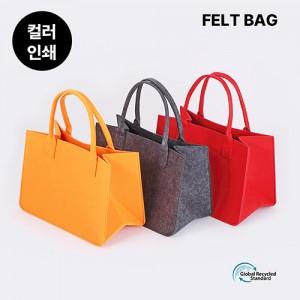 컬러
인쇄
FELT BAG
Global Recycled
Standard